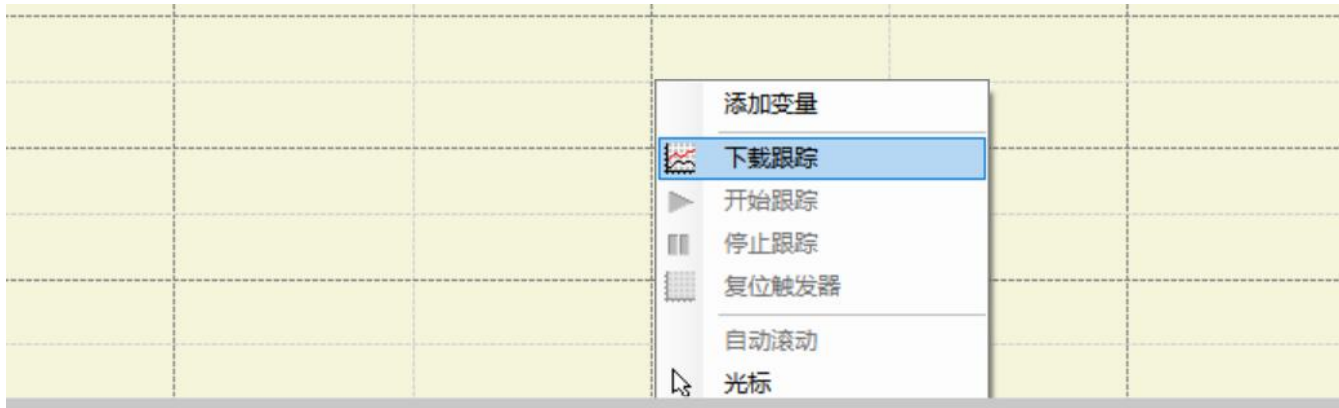 添加变量
下载跟踪
开始跟踪
停止跟踪
复位触发器
自动滚动
光标